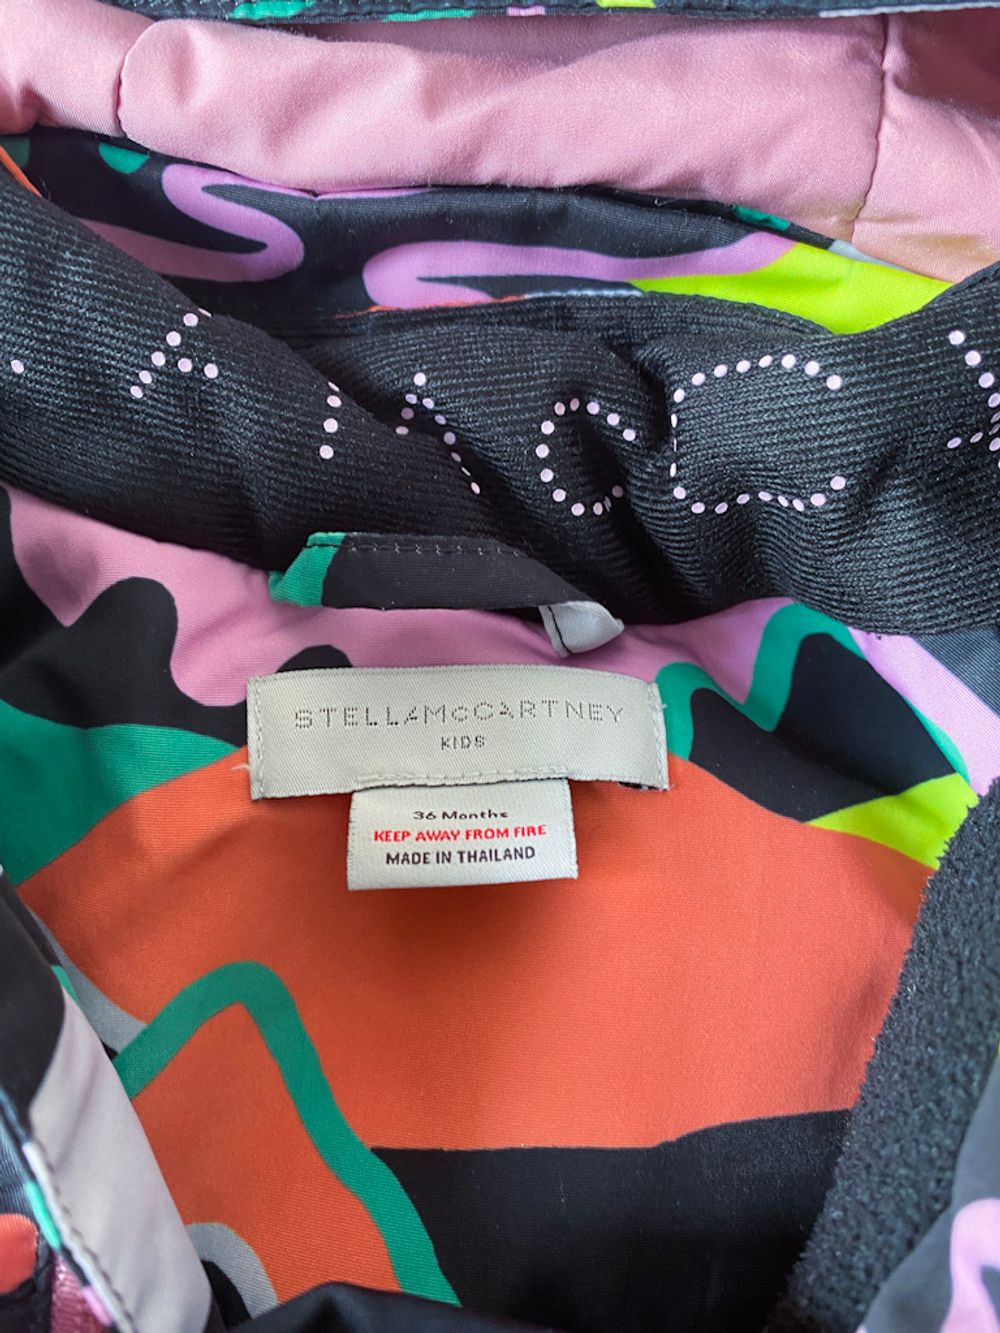 STELLAMcCARTNEY
KIDS
36 Months
KEEP AWAY FROM FIRE
MADE IN THAILAND